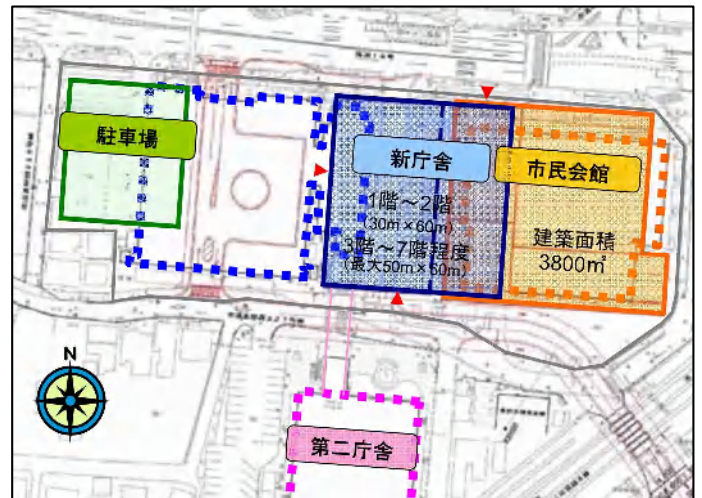 駐車場
新庁舎
市民会館
1階～2階
(30m×60m)
3階～7階程度
(最大50m×50m)
建築面積
3800㎡
N
第二庁舎